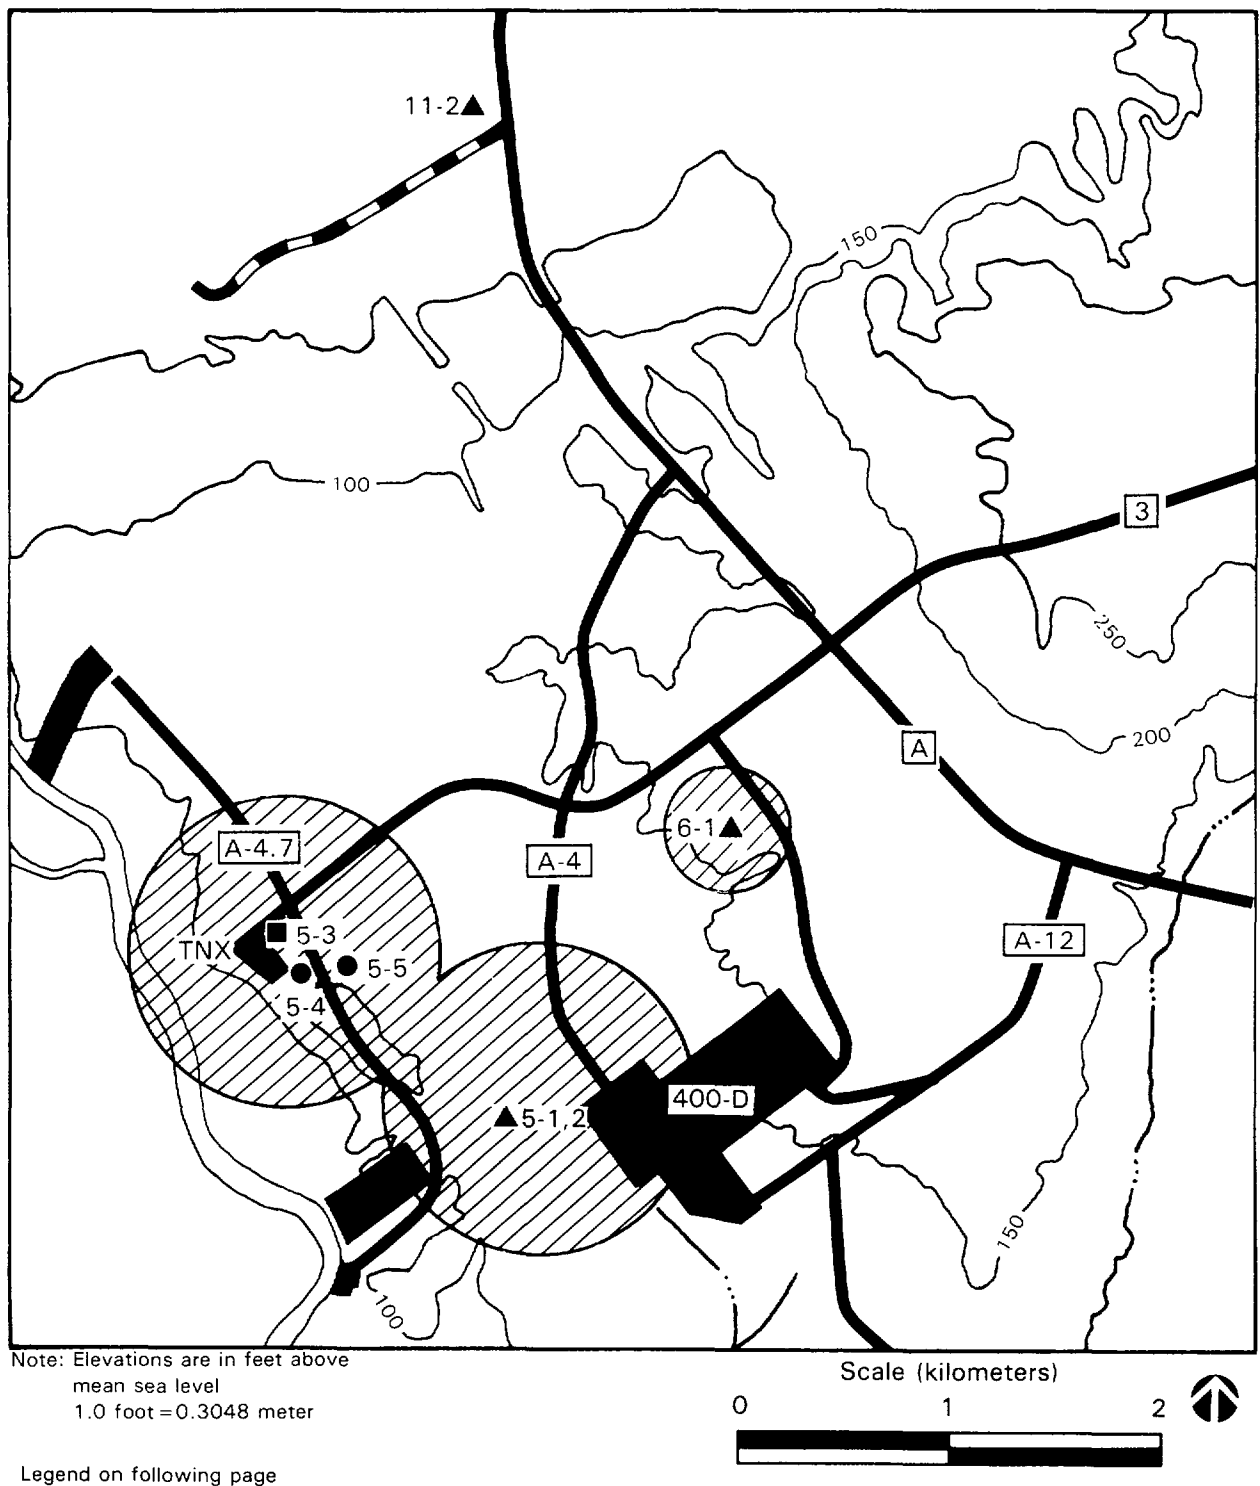 11-2
150
100
3
250
200
A
6-1
A-4.7
A-4
A-12
TNX
5-3
5-5
5-4
400-D
5-1,2
150
100
Note: Elevations are in feet above
mean sea level
1.0 foot=0.3048 meter
Scale (kilometers)
0 1 2
Legend on following page